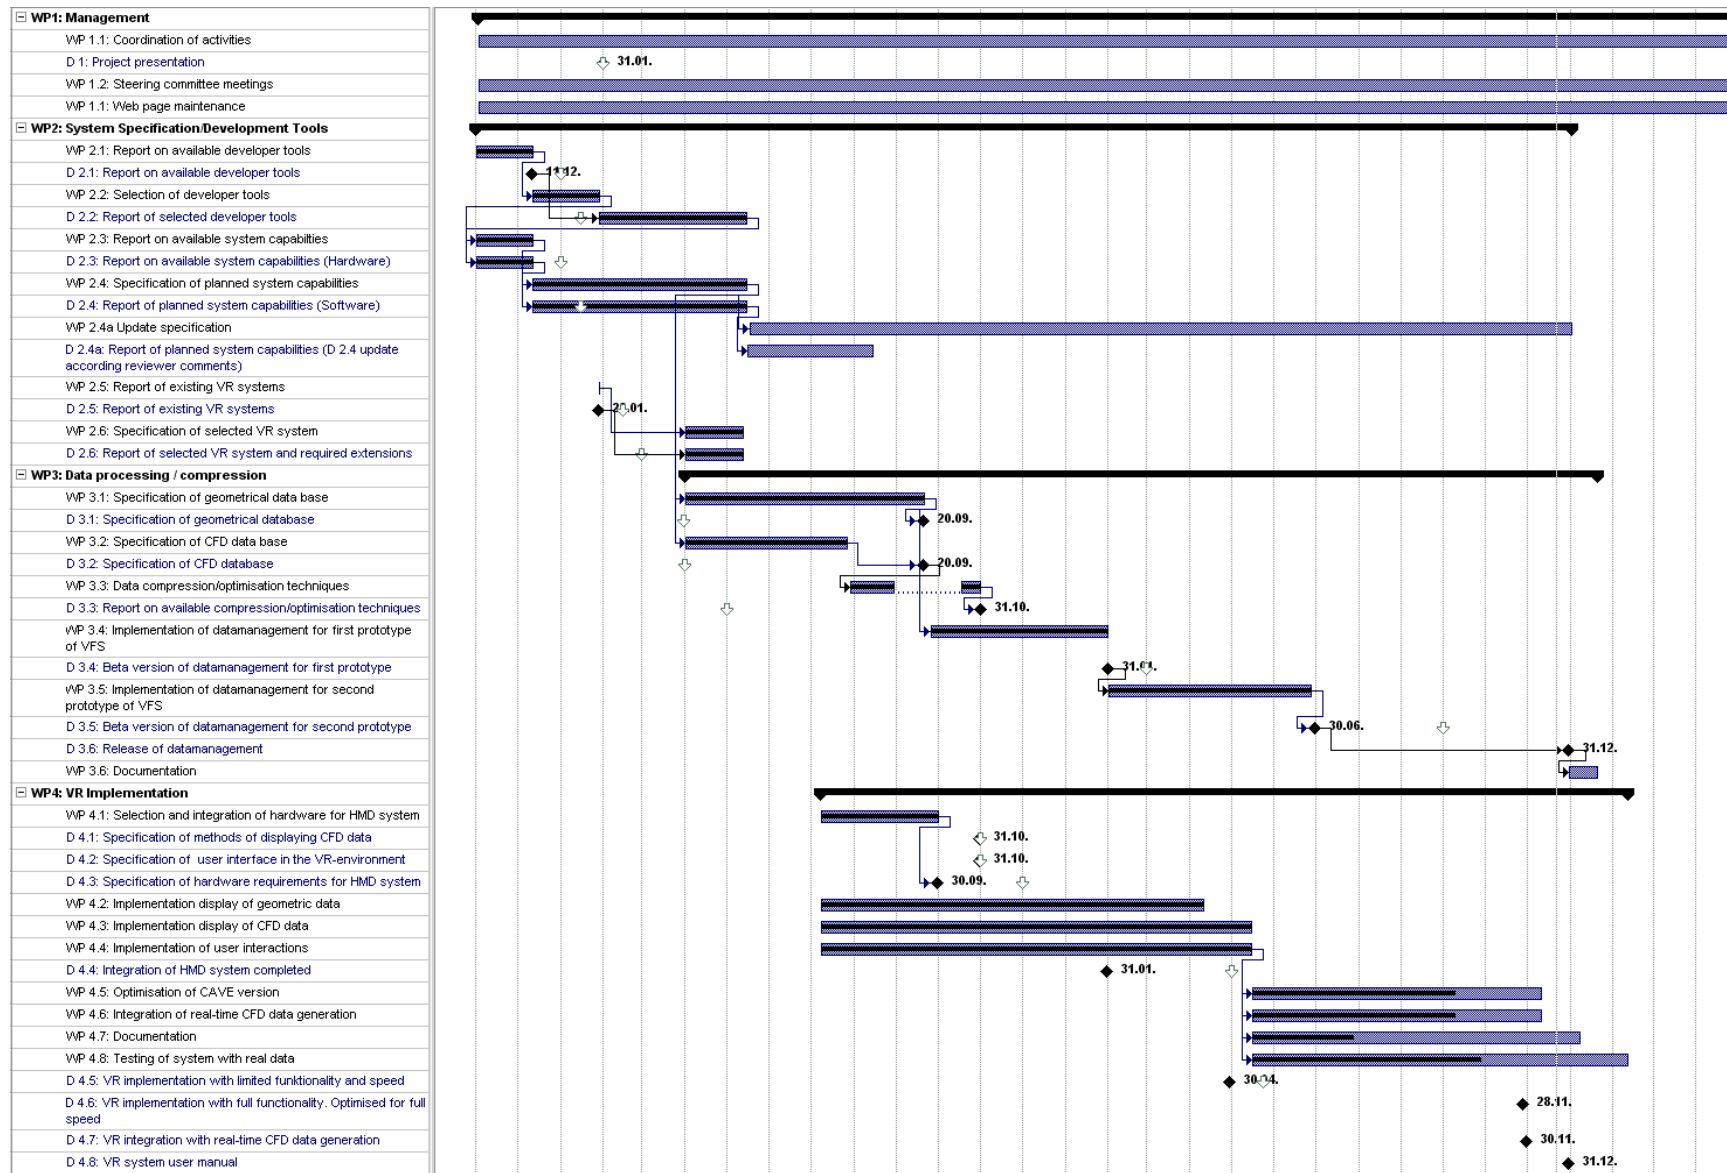 WP1: Management
WP 1.1: Coordination of activities
D 1: Project presentation
31.01.
WP 1.2: Steering committee meetings
WP 1.1: Web page maintenance
WP2: System Specification/Development Tools
WP 2.1: Report on available developer tools
D 2.1: Report on available developer tools
12.
WP 2.2: Selection of developer tools
D 2.2: Report of selected developer tools
WP 2.3: Report on available system capabilties
D 2.3: Report on available system capabilities (Hardware)
WP 2.4: Specification of planned system capabilities
D 2.4: Report of planned system capabilities (Software)
WP 2.4a Update specification
D 2.4a: Report of planned system capabilities (D 2.4 update
according reviewer comments)
WP 2.5: Report of existing VR systems
D 2.5: Report of existing VR systems
01.
WP 2.6: Specification of selected VR system
D 2.6: Report of selected VR system and required extensions
WP3: Data processing / compression
WP 3.1: Specification of geometrical data base
D 3.1: Specification of geometrical database
20.09.
WP 3.2: Specification of CFD data base
D 3.2: Specification of CFD database
20.09.
WP 3.3: Data compression/optimisation techniques
D 3.3: Report on available compression/optimisation techniques
31.10.
WP 3.4: Implementation of datamanagement for first prototype
of VFS
D 3.4: Beta version of datamanagement for first prototype
31.01.
WP 3.5: Implementation of datamanagement for second
prototype of VFS
D 3.5: Beta version of datamanagement for second prototype
30.06.
D 3.6: Release of datamanagement
31.12.
WP 3.6: Documentation
WP4: VR Implementation
WP 4.1: Selection and integration of hardware for HMD system
D 4.1: Specification of methods of displaying CFD data
31.10.
D 4.2: Specification of user interface in the VR-environment
31.10.
D 4.3: Specification of hardware requirements for HMD system
30.09.
WP 4.2: Implementation display of geometric data
WP 4.3: Implementation display of CFD data
WP 4.4: Implementation of user interactions
D 4.4: Integration of HMD system completed
31.01.
WP 4.5: Optimisation of CAVE version
WP 4.6: Integration of real-time CFD data generation
WP 4.7: Documentation
WP 4.8: Testing of system with real data
D 4.5: VR implementation with limited funktionality and speed
30.04.
D 4.6: VR implementation with full functionality. Optimised for full
speed
28.11.
D 4.7: VR integration with real-time CFD data generation
30.11.
D 4.8: VR system user manual
31.12.